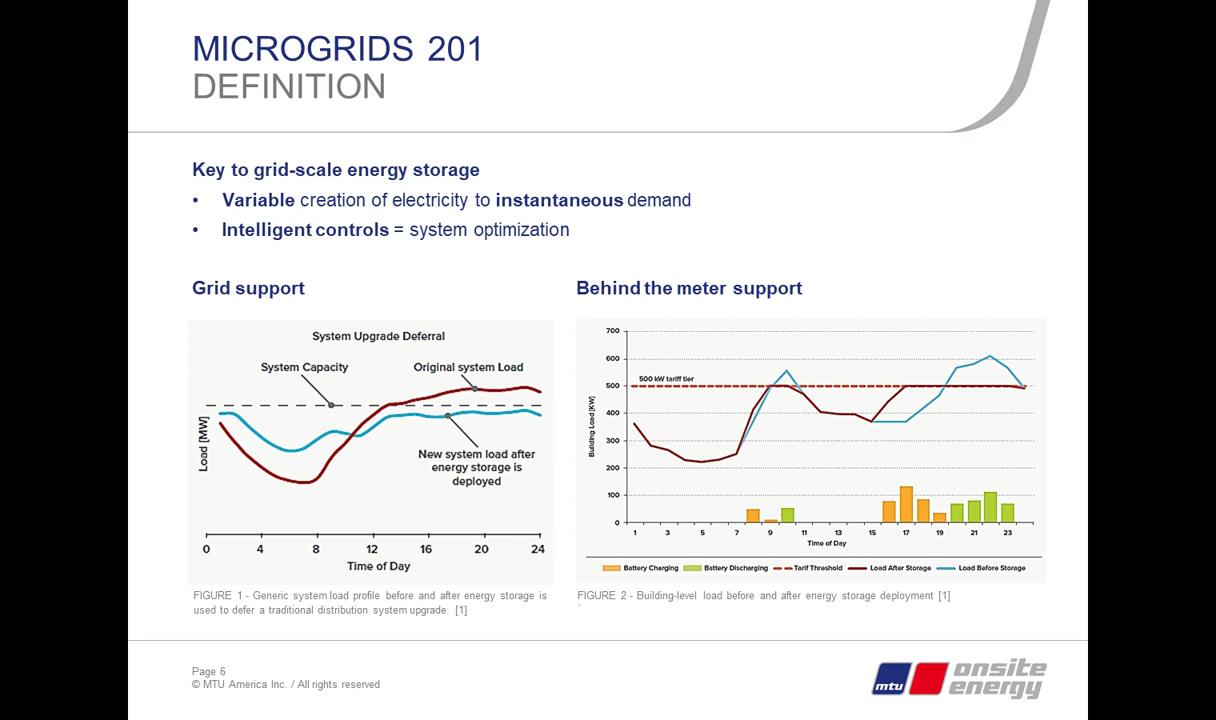 MICROGRIDS 201
DEFINITION
Key to grid-scale energy storage
• Variable creation of electricity to instantaneous demand
• Intelligent controls = system optimization
Grid support
System Upgrade Deferral
System Capacity
Original system Load
Load [MW]
New system load after
energy storage is
deployed
0 4 8 12 16 20 24
Time of Day
FIGURE 1 - Generic system load profile before and after energy storage is
used to defer a traditional distribution system upgrade. [1]
Behind the meter support
700
600
500
400
300
200
100
0
500 kW tariff tier
Building Load [KW]
1 3 5 7 9 11 13 15 17 19 21 23
Time of Day
Battery Charging Battery Discharging Tarif Threshold Load After Storage Load Before Storage
FIGURE 2 - Building-level load before and after energy storage deployment [1]
Page 6
© MTU America Inc. / All rights reserved
mtu
onsite
energy